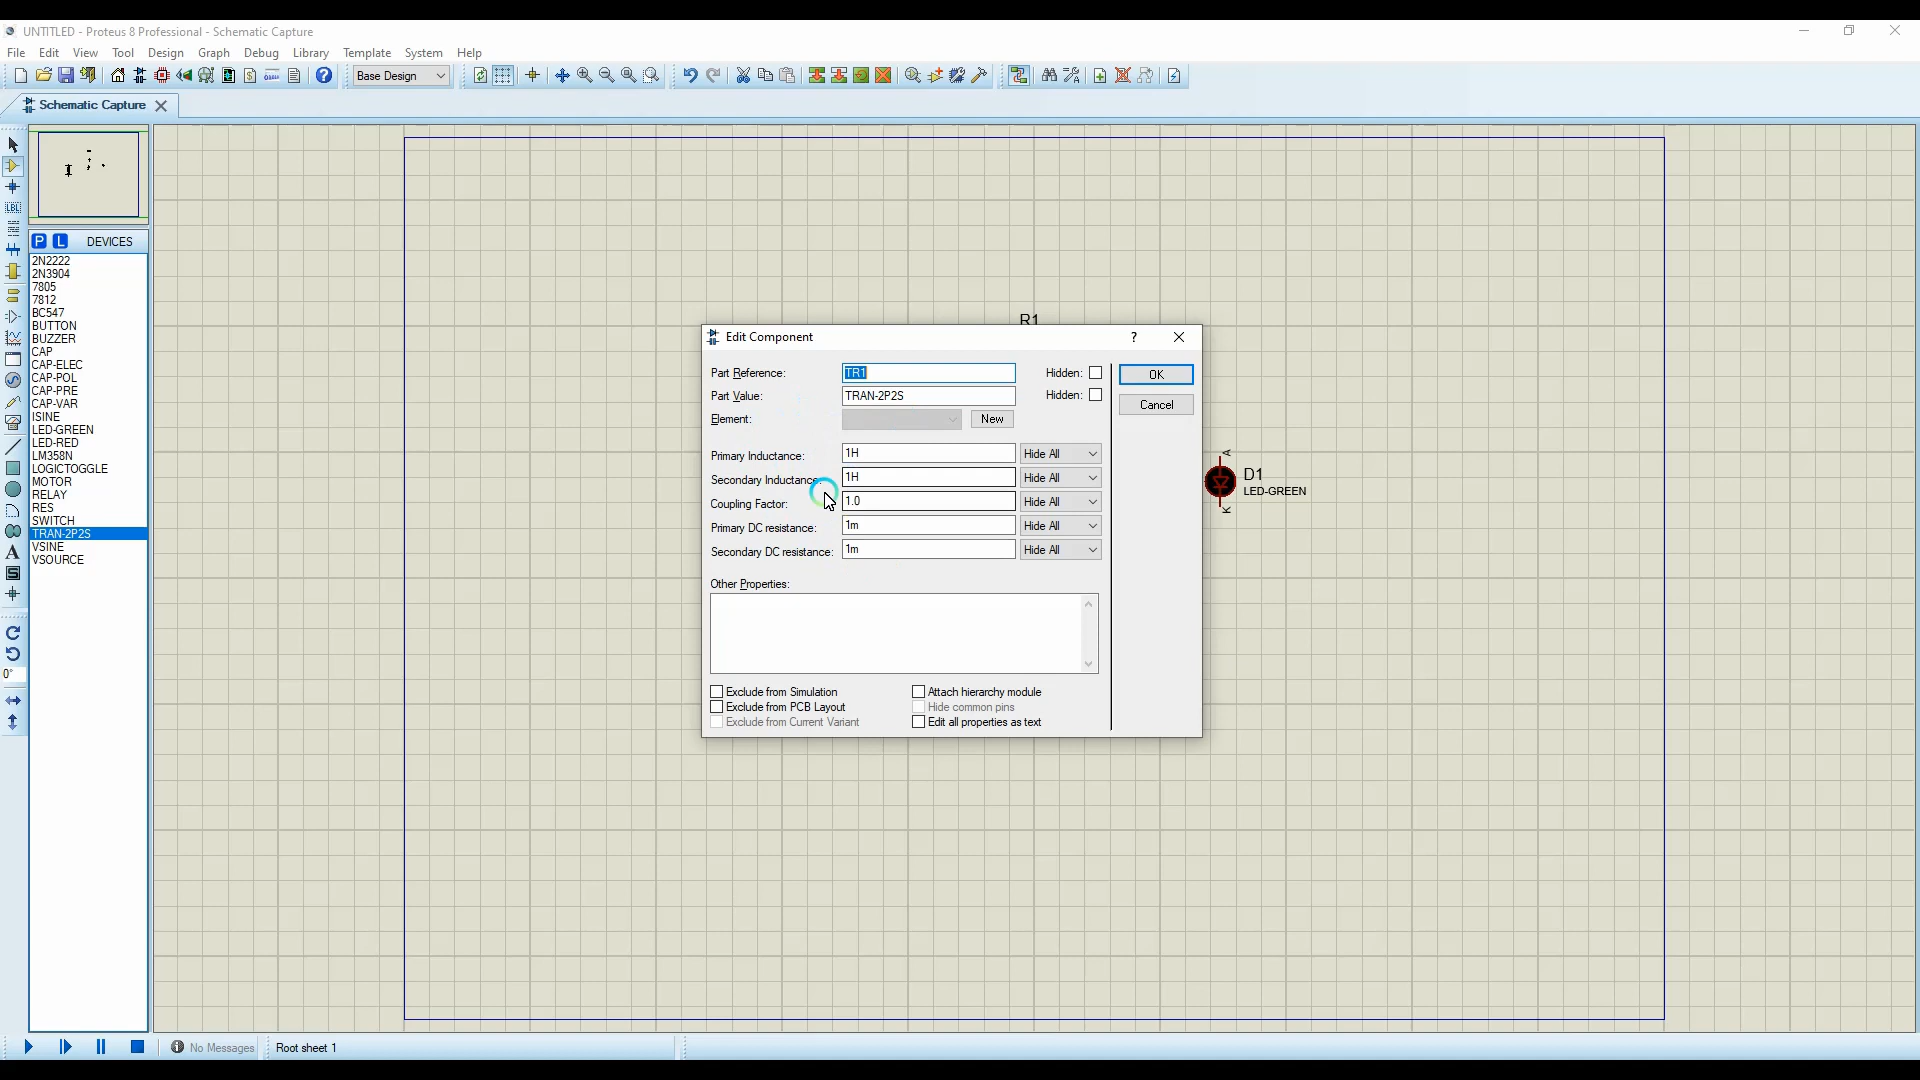 UNTITLED - Proteus 8 Professional - Schematic Capture
File Edit View Tool Design Graph Debug Library Template System Help
Base Design
Schematic Capture
P L DEVICES
2N2222
2N3904
7805
7812
BC547
BUTTON
BUZZER
CAP
CAP-ELEC
CAP-POL
CAP-PRE
CAP-VAR
ISINE
LED-GREEN
LED-RED
LM358N
LOGICTOGGLE
MOTOR
RELAY
RES
SWITCH
TRAN-2P2S
VSINE
VSOURCE
LBL
A
S
0°
R1
Edit Component
?
Part Reference: TR1 Hidden:
OK
Part Value: TRAN-2P2S Hidden:
Cancel
Element: New
Primary Inductance: 1H Hide All
Secondary Inductance: 1H Hide All
Coupling Factor: 1.0 Hide All
Primary DC resistance: 1m Hide All
Secondary DC resistance: 1m Hide All
Other Properties:
Exclude from Simulation Attach hierarchy module
Exclude from PCB Layout Hide common pins
Exclude from Current Variant Edit all properties as text
A
D1
LED-GREEN
K
No Messages Root sheet 1